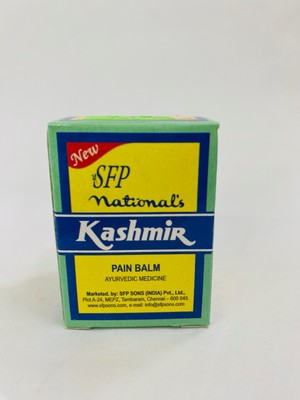 New
SFP
National's
Kashmir
PAIN BALM
AYURVEDIC MEDICINE
Marketed. by: SFP SONS (INDIA) Pvt., Ltd.,
Plot A-24, MEPZ, Tambaram, Chennai - 600 045.
www.sfpsons.com, e-mail: info@sfpsons.com